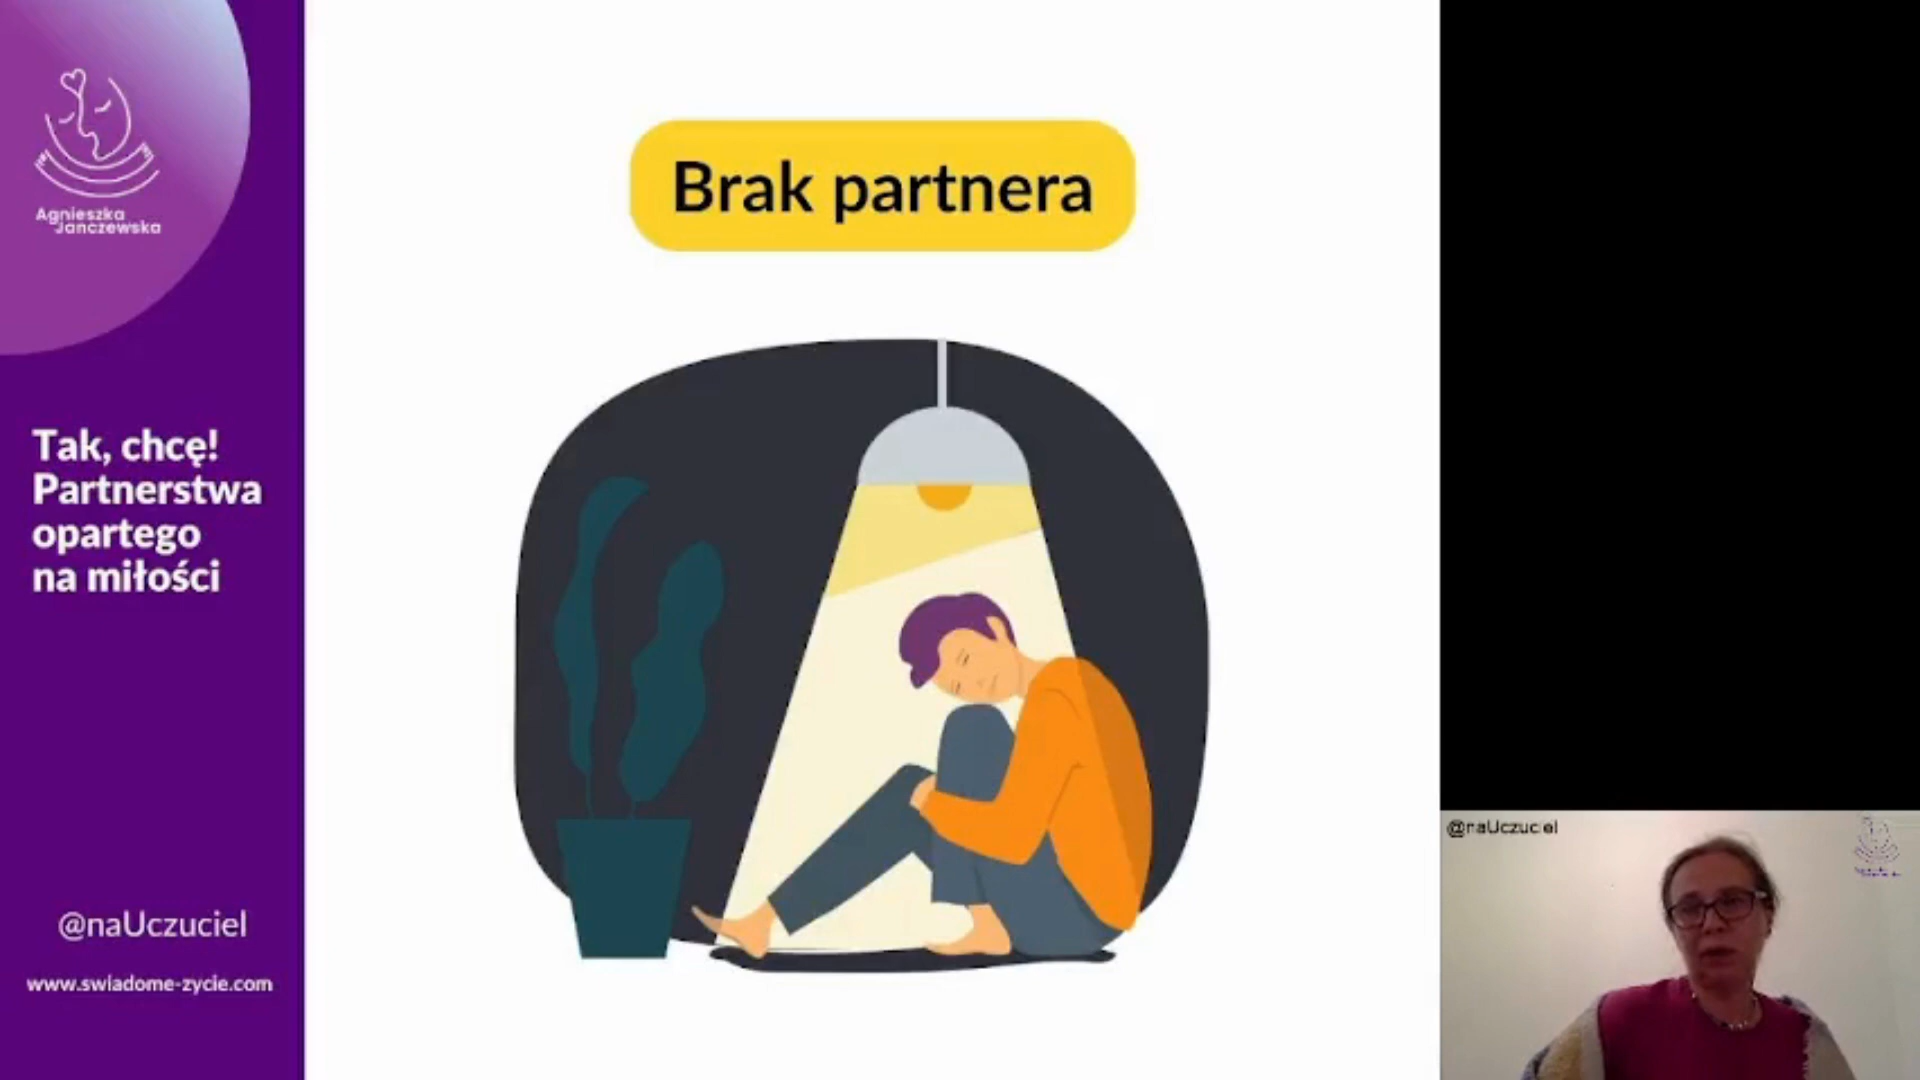 Agnieszka
Janczewska
Tak, chcę!
Partnerstwa
opartego
na miłości
@naUczuciel
www.swiadome-zycie.com
Brak partnera
@naUczuciel